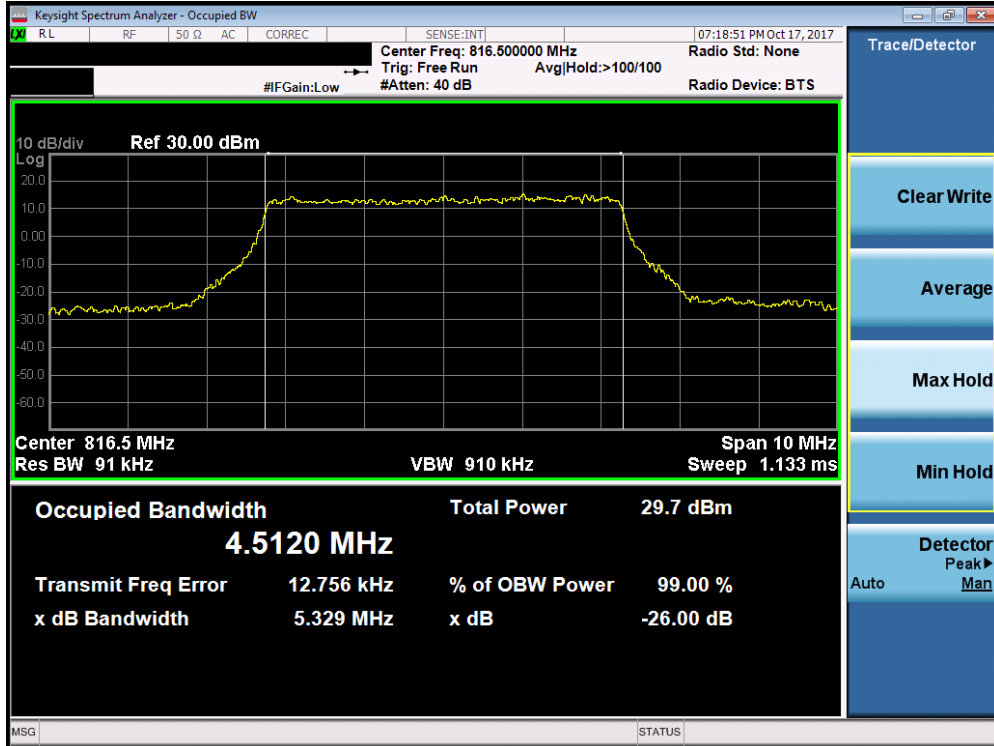 Keysight Spectrum Analyzer - Occupied BW
LXI RL RF 50 Ω AC CORREC SENSE:INT 07:18:51 PM Oct 17, 2017
Center Freq: 816.500000 MHz Radio Std: None
Trig: Free Run Avg|Hold:>100/100
#IFGain:Low #Atten: 40 dB Radio Device: BTS
10 dB/div Ref 30.00 dBm
Log
20.0
10.0
0.00
-10.0
-20.0
-30.0
-40.0
-50.0
-60.0
Center 816.5 MHz Span 10 MHz
Res BW 91 kHz VBW 910 kHz Sweep 1.133 ms
Occupied Bandwidth Total Power 29.7 dBm
4.5120 MHz
Transmit Freq Error 12.756 kHz % of OBW Power 99.00 %
x dB Bandwidth 5.329 MHz x dB -26.00 dB
MSG STATUS
Trace/Detector
Clear Write
Average
Max Hold
Min Hold
Detector
Peak▶
Auto Man